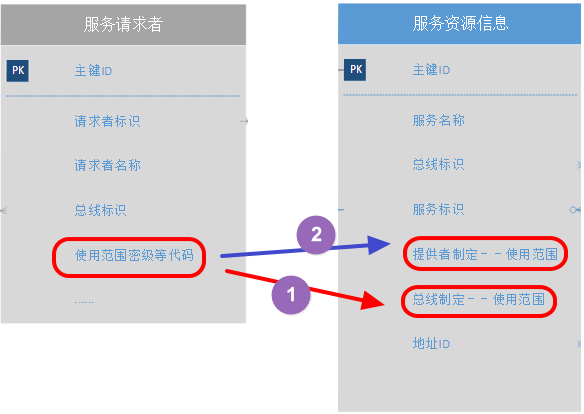 服务请求者
PK 主键ID
请求者标识
请求者名称
总线标识
使用范围密级等代码
......
2
1
服务资源信息
PK 主键ID
服务名称
总线标识
服务标识
提供者制定－－使用范围
总线制定－－使用范围
地址ID